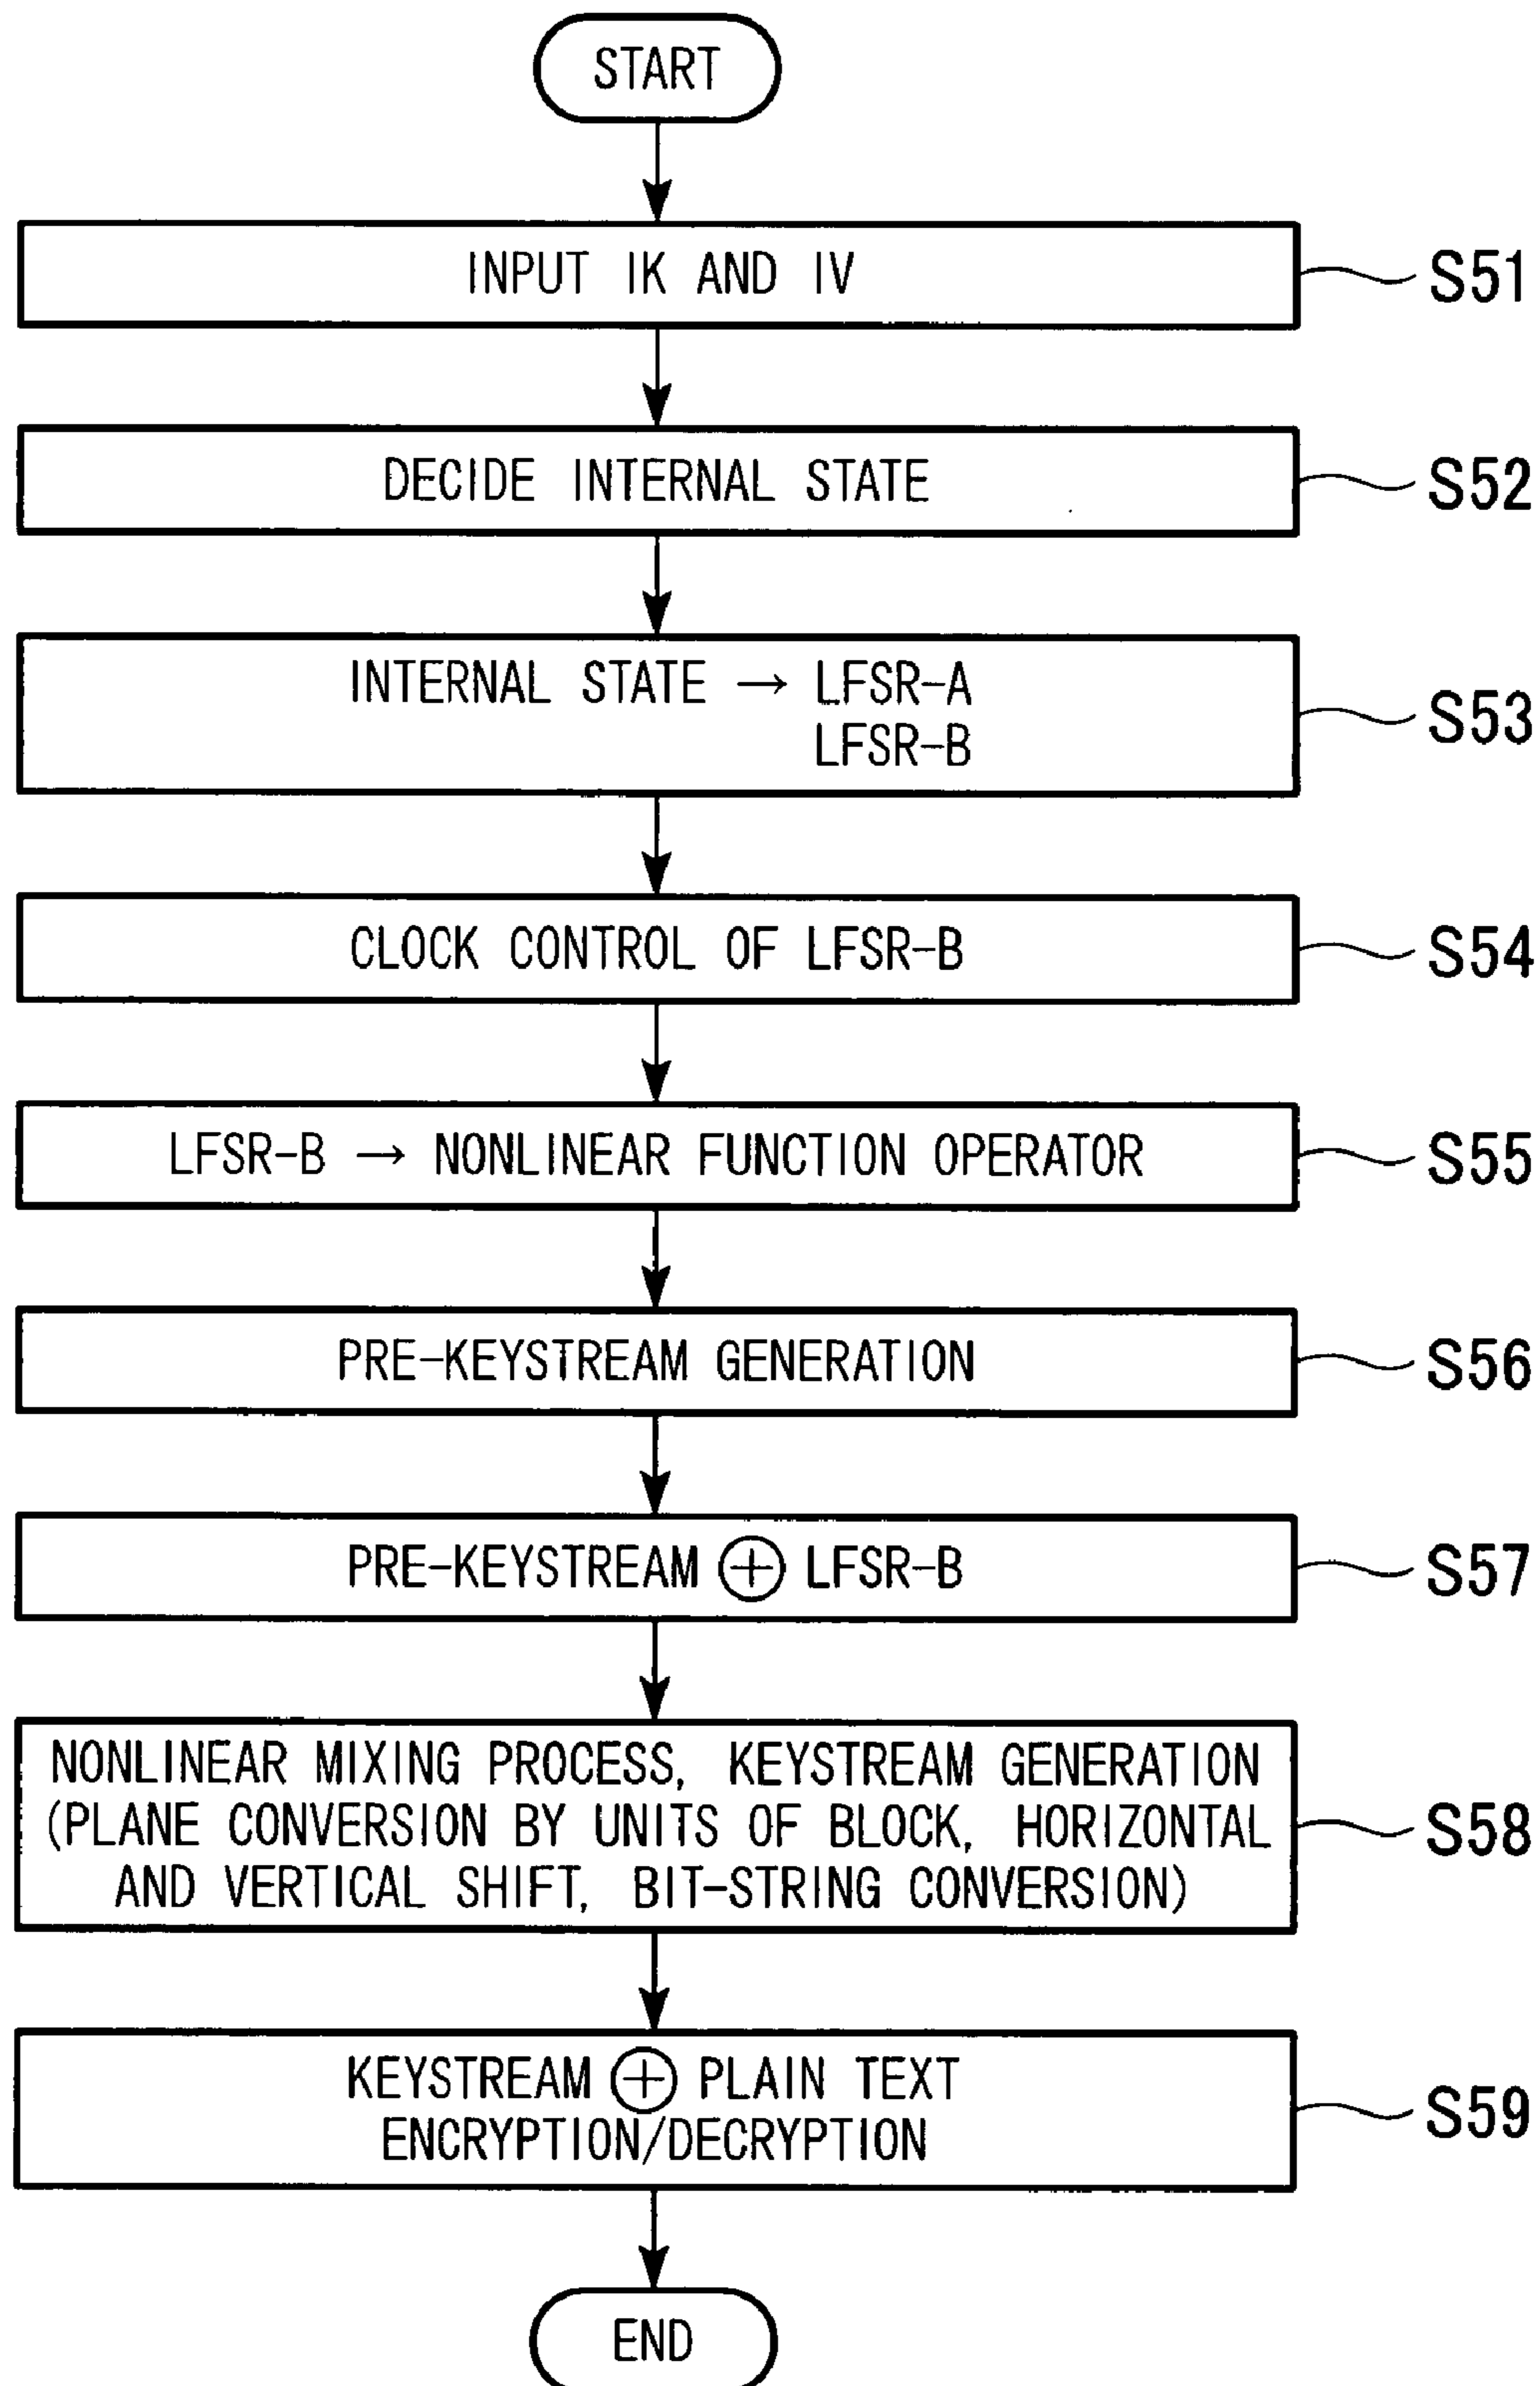 START
INPUT IK AND IV
S51
DECIDE INTERNAL STATE
S52
INTERNAL STATE → LFSR-A
LFSR-B
S53
CLOCK CONTROL OF LFSR-B
S54
LFSR-B → NONLINEAR FUNCTION OPERATOR
S55
PRE-KEYSTREAM GENERATION
S56
PRE-KEYSTREAM ⊕ LFSR-B
S57
NONLINEAR MIXING PROCESS, KEYSTREAM GENERATION
(PLANE CONVERSION BY UNITS OF BLOCK, HORIZONTAL
AND VERTICAL SHIFT, BIT-STRING CONVERSION)
S58
KEYSTREAM ⊕ PLAIN TEXT
ENCRYPTION/DECRYPTION
S59
END